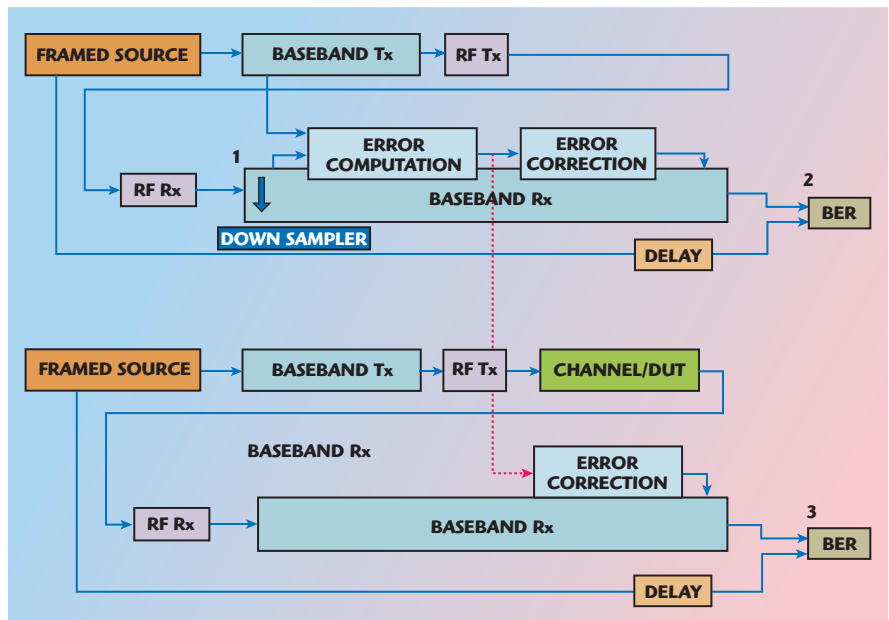 FRAMED SOURCE
BASEBAND Tx
RF Tx
1
ERROR
COMPUTATION
ERROR
CORRECTION
RF Rx
BASEBAND Rx
2
BER
DOWN SAMPLER
DELAY
FRAMED SOURCE
BASEBAND Tx
RF Tx
CHANNEL/DUT
BASEBAND Rx
ERROR
CORRECTION
RF Rx
BASEBAND Rx
3
BER
DELAY